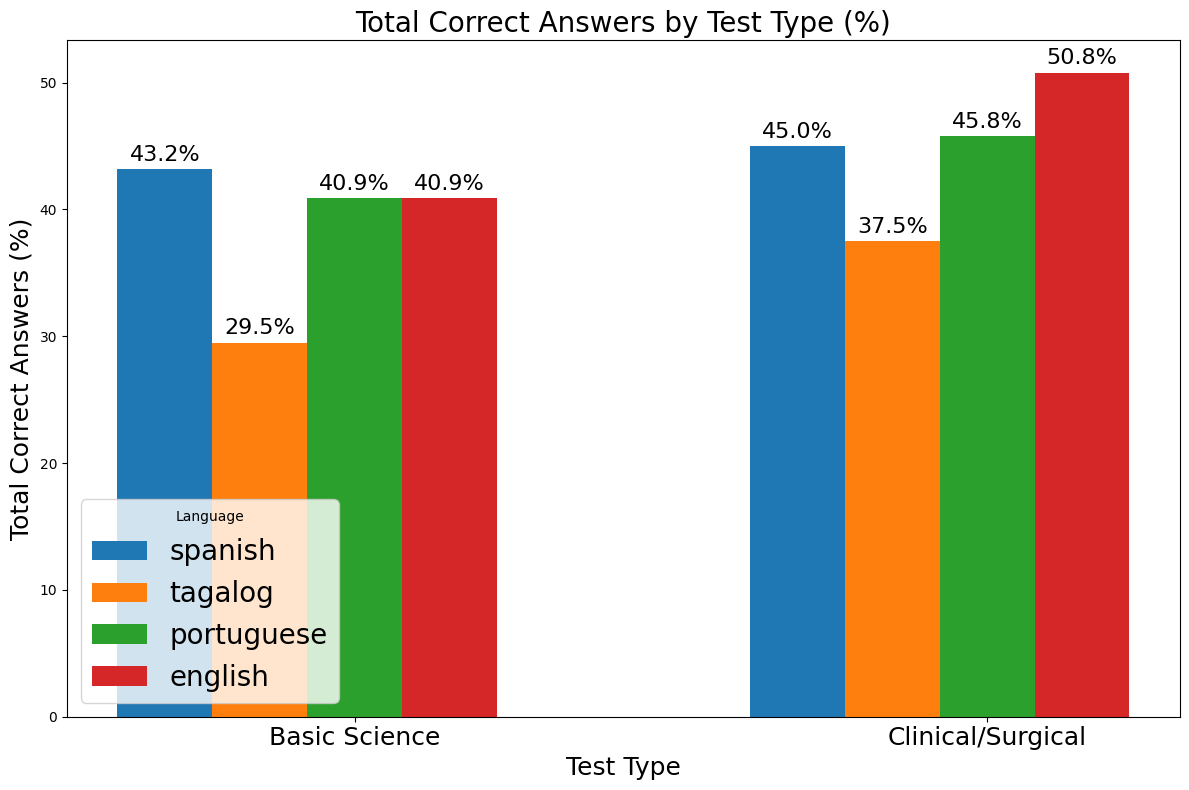 Total Correct Answers by Test Type (%)
Total Correct Answers (%)
50
40
30
20
10
0
43.2%
29.5%
40.9%
40.9%
45.0%
37.5%
45.8%
50.8%
Language
spanish
tagalog
portuguese
english
Basic Science
Clinical/Surgical
Test Type